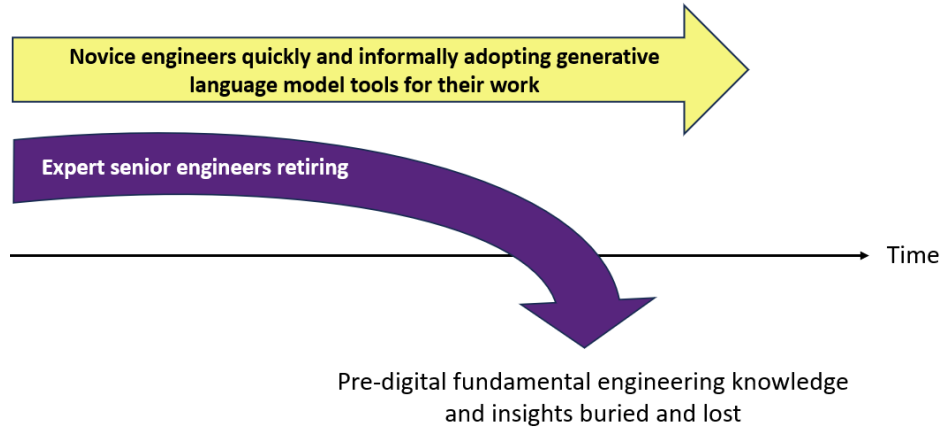 Novice engineers quickly and informally adopting generative
language model tools for their work
Expert senior engineers retiring
Time
Pre-digital fundamental engineering knowledge
and insights buried and lost